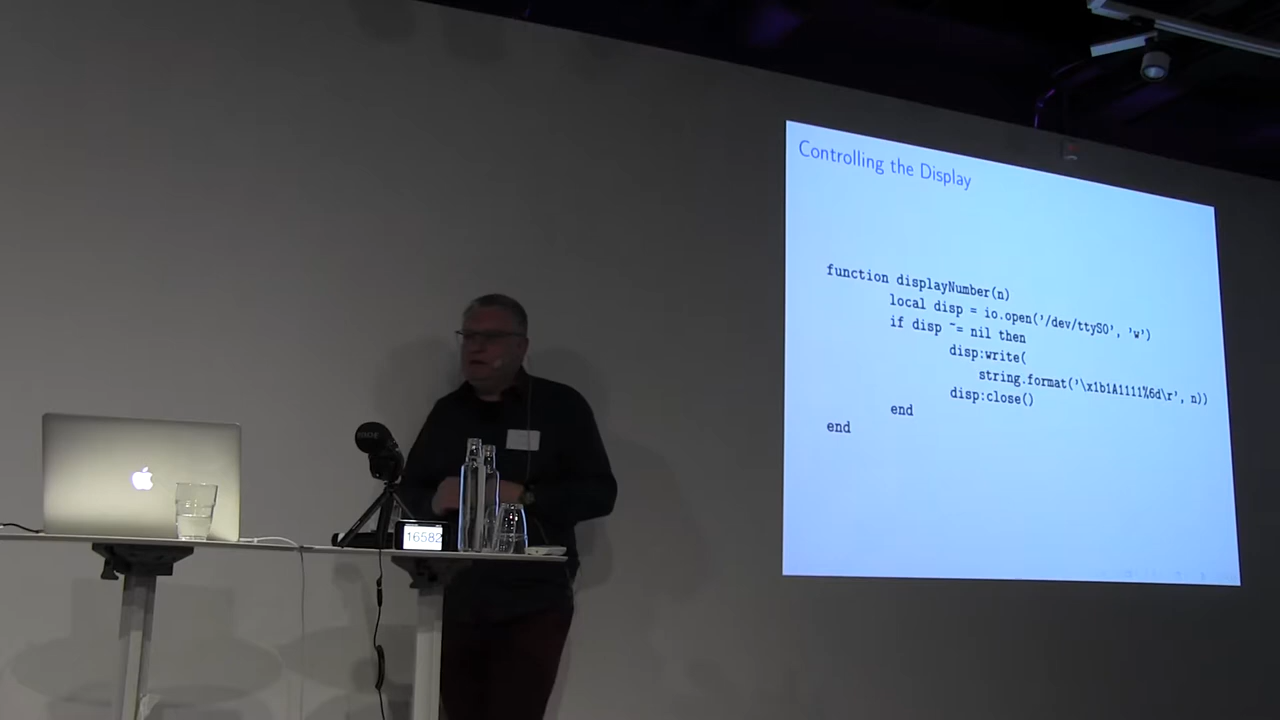 Controlling the Display
function displayNumber(n)
local disp = io.open('/dev/ttyS0', 'w')
if disp ~= nil then
disp:write(
string.format('\x1b1A1111%6d\r', n))
disp:close()
end
end
RODE
16582